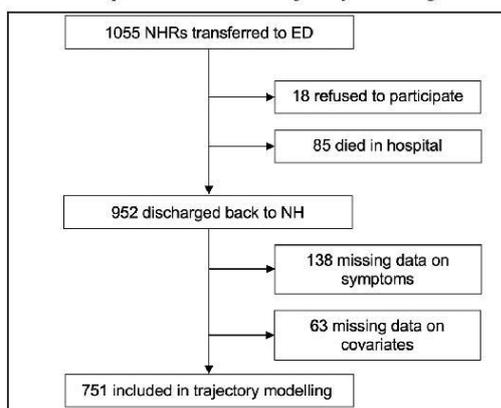 1055 NHRs transferred to ED
18 refused to participate
85 died in hospital
952 discharged back to NH
138 missing data on
symptoms
63 missing data on
covariates
751 included in trajectory modelling